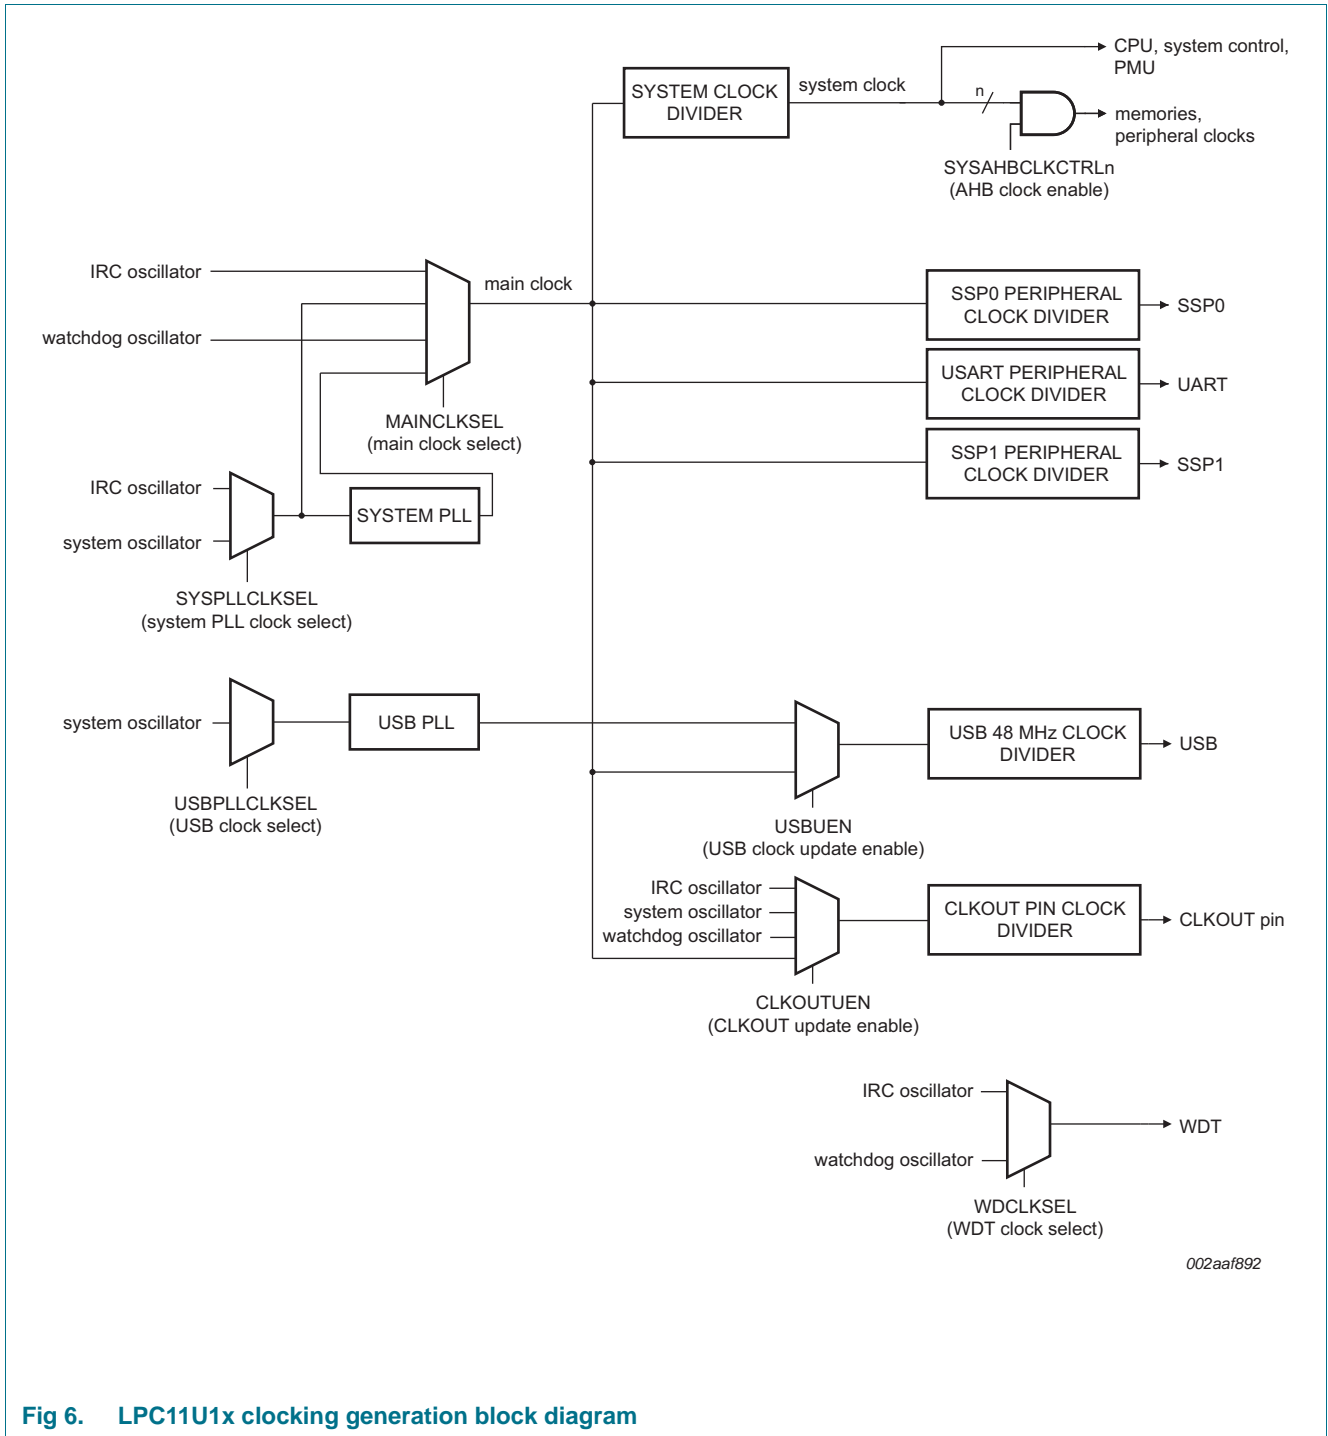 CPU, system control,
PMU
SYSTEM CLOCK
DIVIDER
system clock
n
memories,
peripheral clocks
SYSAHBCLKCTRLn
(AHB clock enable)
IRC oscillator
main clock
watchdog oscillator
SSP0 PERIPHERAL
CLOCK DIVIDER
SSP0
USART PERIPHERAL
CLOCK DIVIDER
UART
MAINCLKSEL
(main clock select)
SSP1 PERIPHERAL
CLOCK DIVIDER
SSP1
IRC oscillator
system oscillator
SYSTEM PLL
SYSPLLCLKSEL
(system PLL clock select)
system oscillator
USB PLL
USB 48 MHz CLOCK
DIVIDER
USB
USBPLLCLKSEL
(USB clock select)
USBUEN
(USB clock update enable)
IRC oscillator
system oscillator
watchdog oscillator
CLKOUT PIN CLOCK
DIVIDER
CLKOUT pin
CLKOUTUEN
(CLKOUT update enable)
IRC oscillator
WDT
watchdog oscillator
WDCLKSEL
(WDT clock select)
002aaf892
Fig 6. LPC11U1x clocking generation block diagram